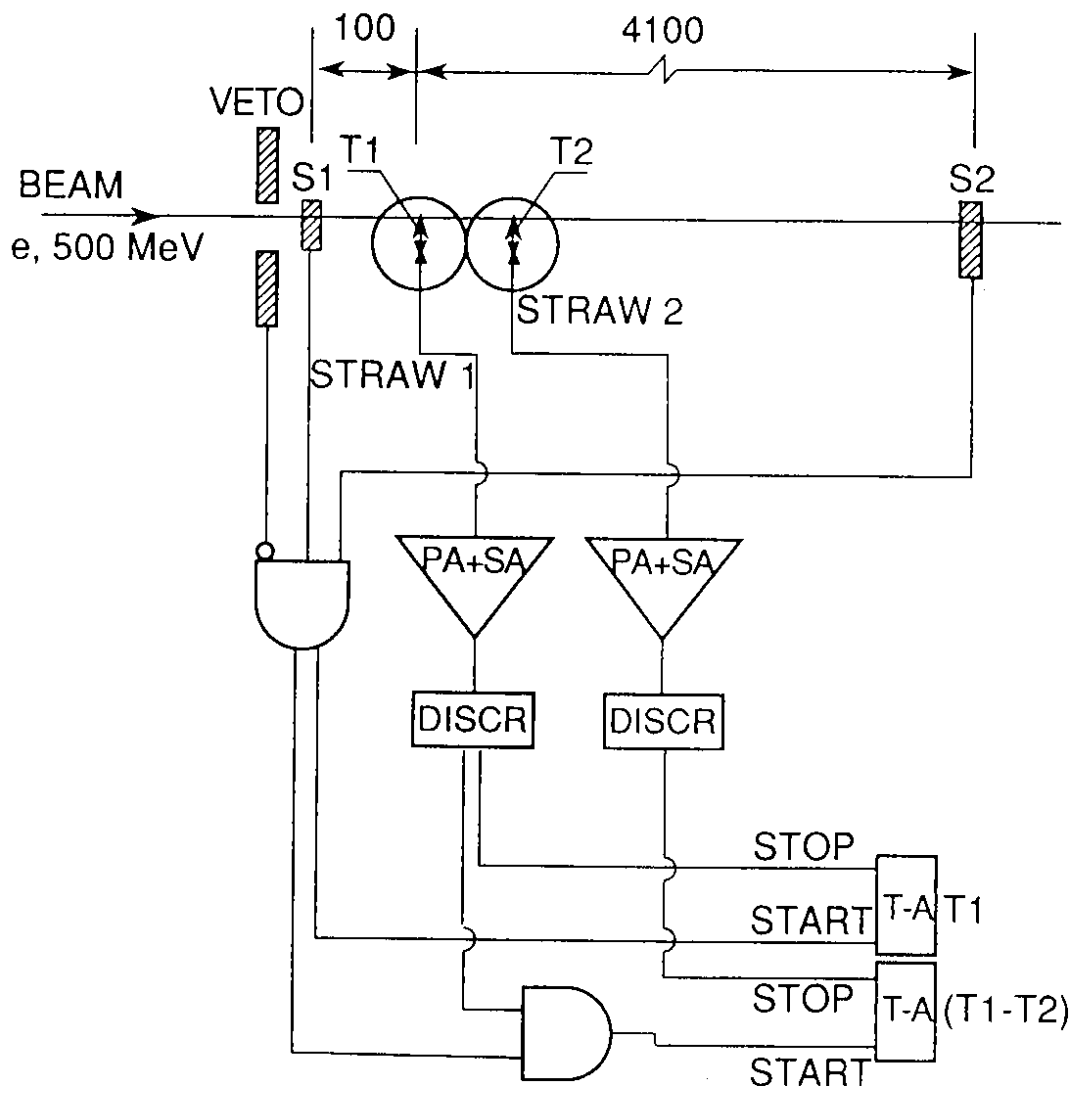 100
4100
VETO
T1
T2
S1
S2
BEAM
e, 500 MeV
STRAW 2
STRAW 1
PA+SA
PA+SA
DISCR
DISCR
STOP
T-A T1
START
STOP
T-A (T1-T2)
START